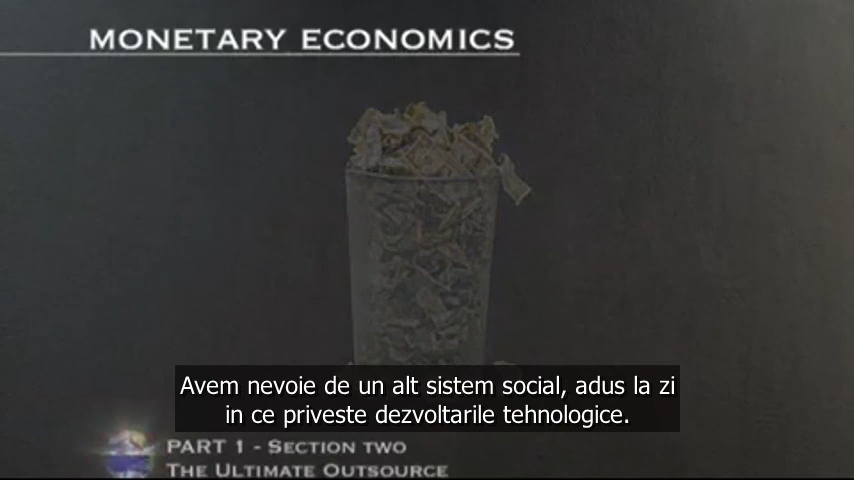 MONETARY ECONOMICS
Avem nevoie de un alt sistem social, adus la zi
in ce priveste dezvoltarile tehnologice.
PART 1 - SECTION TWO
THE ULTIMATE OUTSOURCE